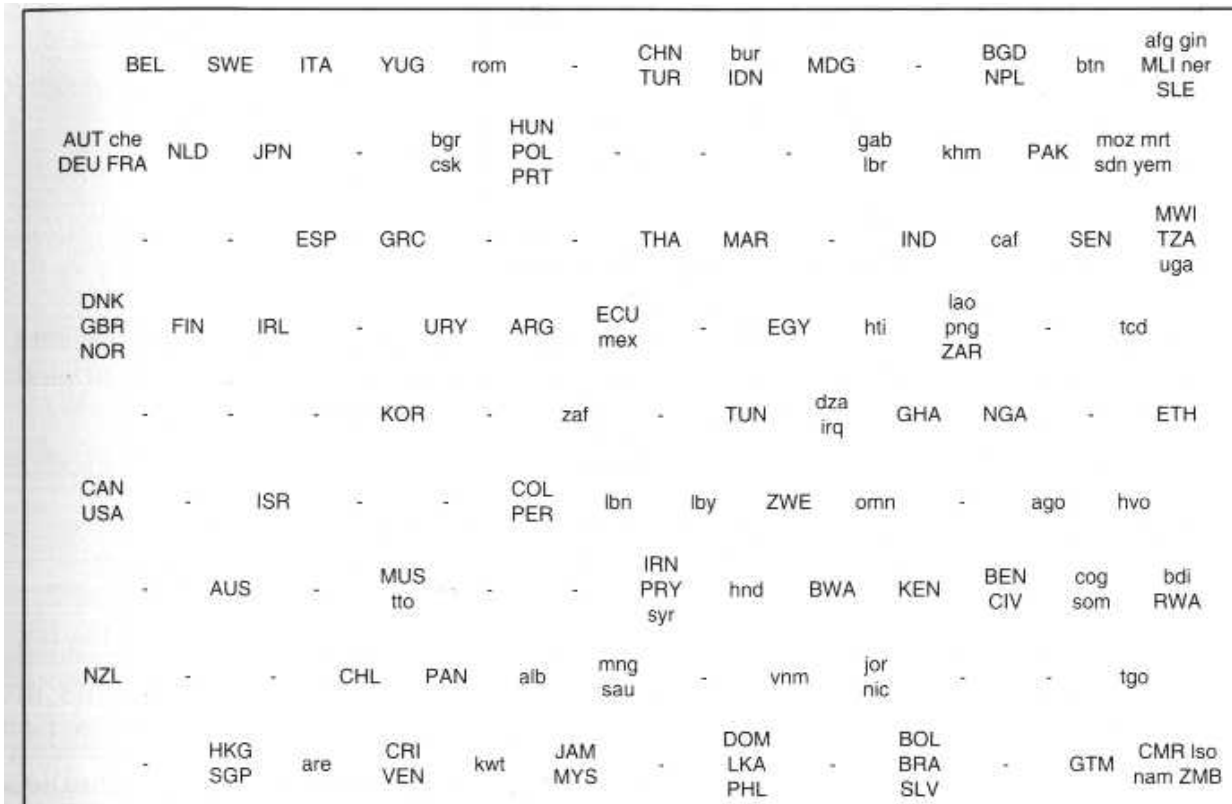 BEL SWE ITA YUG rom - CHN TUR bur IDN MDG - BGD NPL btn afg gin MLI ner SLE
AUT che DEU FRA NLD JPN - bgr csk HUN POL PRT - - - gab lbr khm PAK moz mrt sdn yem
- - ESP GRC - - THA MAR - IND caf SEN MWI TZA uga
DNK GBR NOR FIN IRL - URY ARG ECU mex - EGY hti lao png ZAR - tcd
- - - KOR - zaf - TUN dza irq GHA NGA - ETH
CAN USA - ISR - - COL PER lbn lby ZWE omn - ago hvo
- AUS - MUS tto - - IRN PRY syr hnd BWA KEN BEN CIV cog som bdi RWA
NZL - - CHL PAN alb mng sau - vnm jor nic - - tgo
- HKG SGP are CRI VEN kwt JAM MYS - DOM LKA PHL - BOL BRA SLV - GTM CMR lso nam ZMB